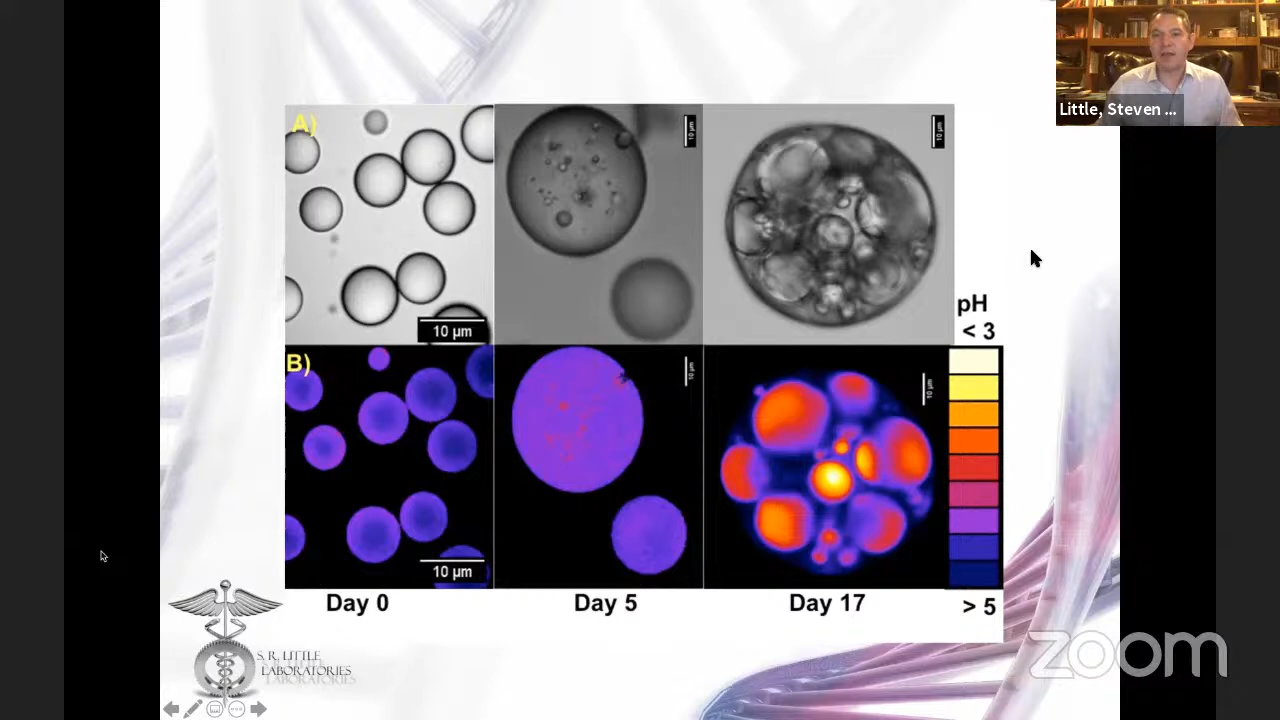 Little, Steven ...
A)
10 µm
10 µm
10 µm
pH
< 3
B)
10 µm
10 µm
10 µm
Day 0
Day 5
Day 17
> 5
S. R. LITTLE
LABORATORIES
LABORATORIES
zoom